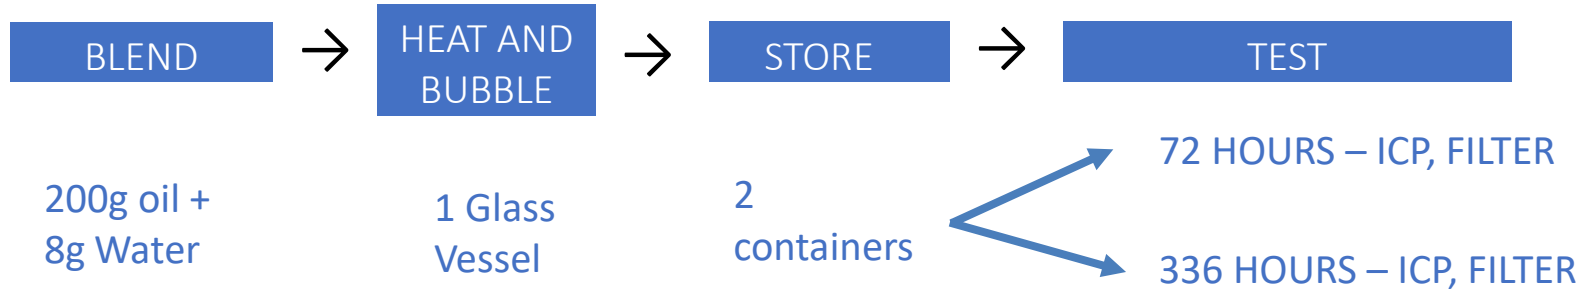 BLEND
HEAT AND
BUBBLE
STORE
TEST
200g oil +
8g Water
1 Glass
Vessel
2
containers
72 HOURS – ICP, FILTER
336 HOURS – ICP, FILTER